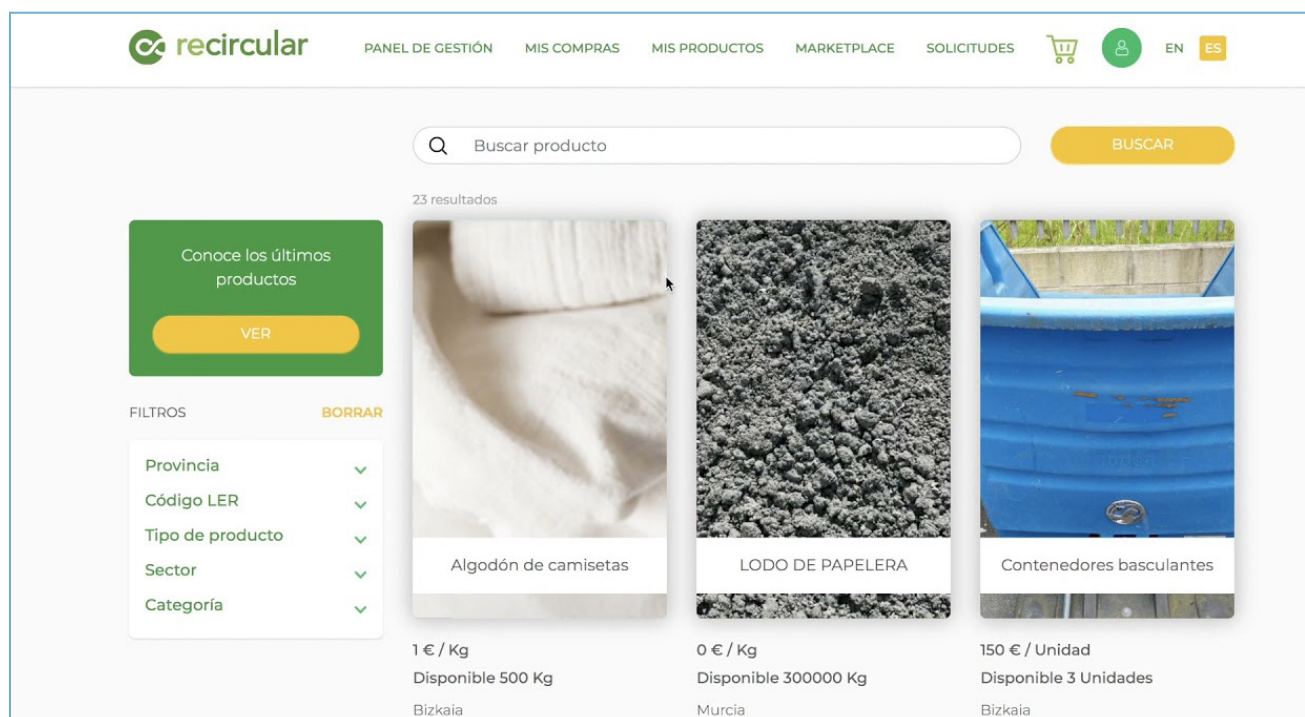 recircular
PANEL DE GESTIÓN MIS COMPRAS MIS PRODUCTOS MARKETPLACE SOLICITUDES EN ES
Buscar producto BUSCAR
23 resultados
Conoce los últimos
productos
VER
FILTROS BORRAR
Provincia
Código LER
Tipo de producto
Sector
Categoría
Algodón de camisetas
1 € / Kg
Disponible 500 Kg
Bizkaia
LODO DE PAPELERA
0 € / Kg
Disponible 300000 Kg
Murcia
Contenedores basculantes
150 € / Unidad
Disponible 3 Unidades
Bizkaia